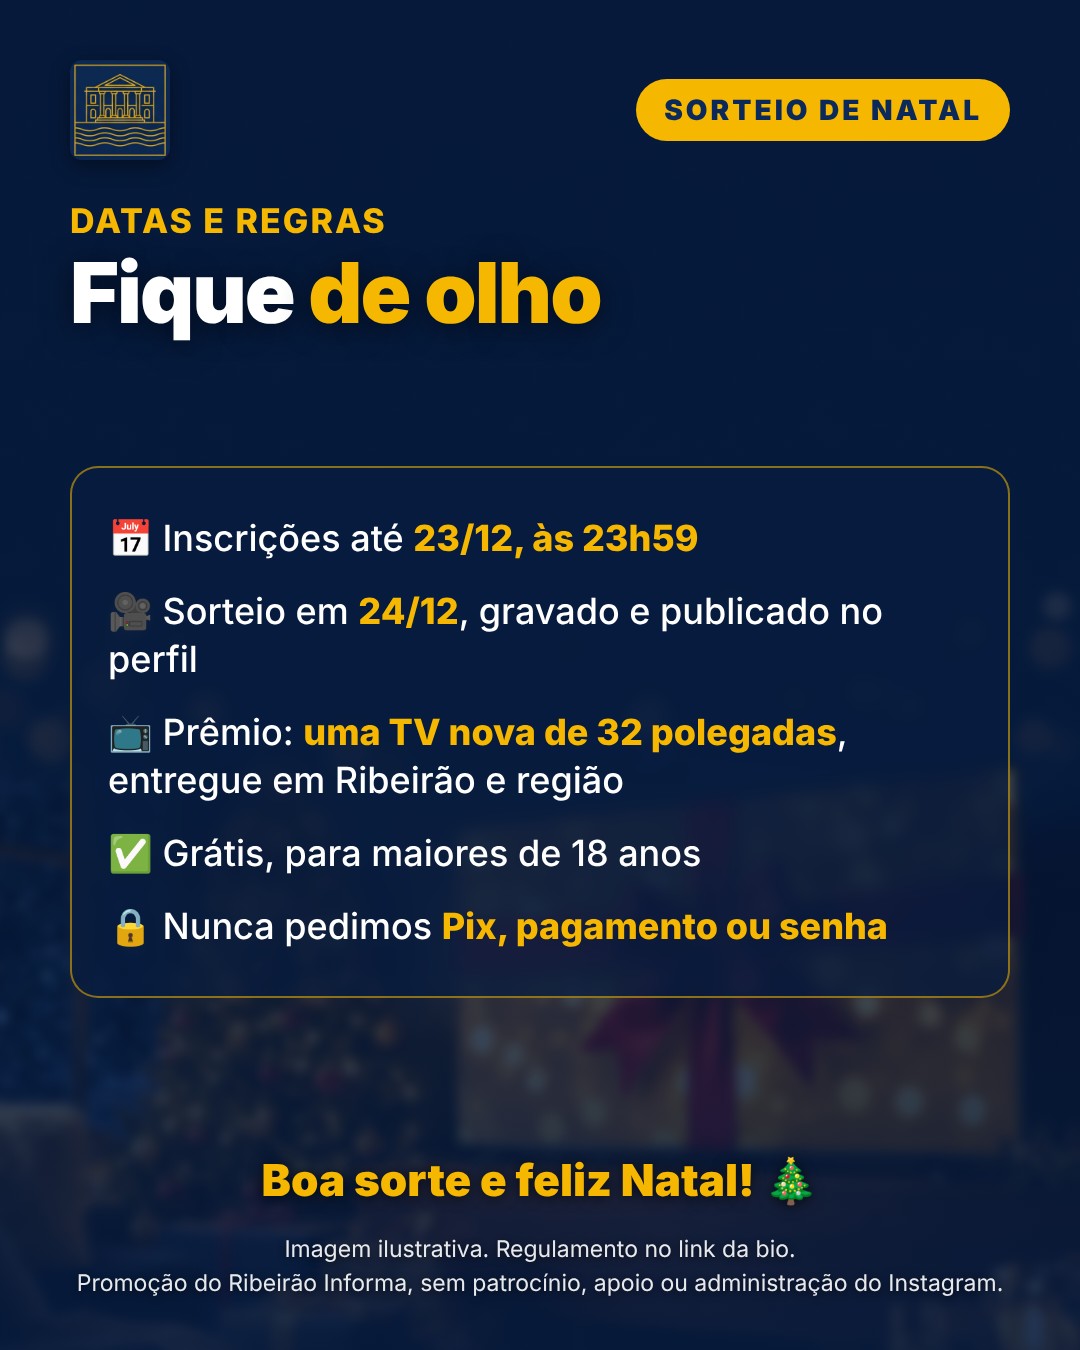 SORTEIO DE NATAL
DATAS E REGRAS
Fique de olho
📅 Inscrições até 23/12, às 23h59
🎥 Sorteio em 24/12, gravado e publicado no
perfil
📺 Prêmio: uma TV nova de 32 polegadas,
entregue em Ribeirão e região
✅ Grátis, para maiores de 18 anos
🔒 Nunca pedimos Pix, pagamento ou senha
Boa sorte e feliz Natal! 🎄
Imagem ilustrativa. Regulamento no link da bio.
Promoção do Ribeirão Informa, sem patrocínio, apoio ou administração do Instagram.